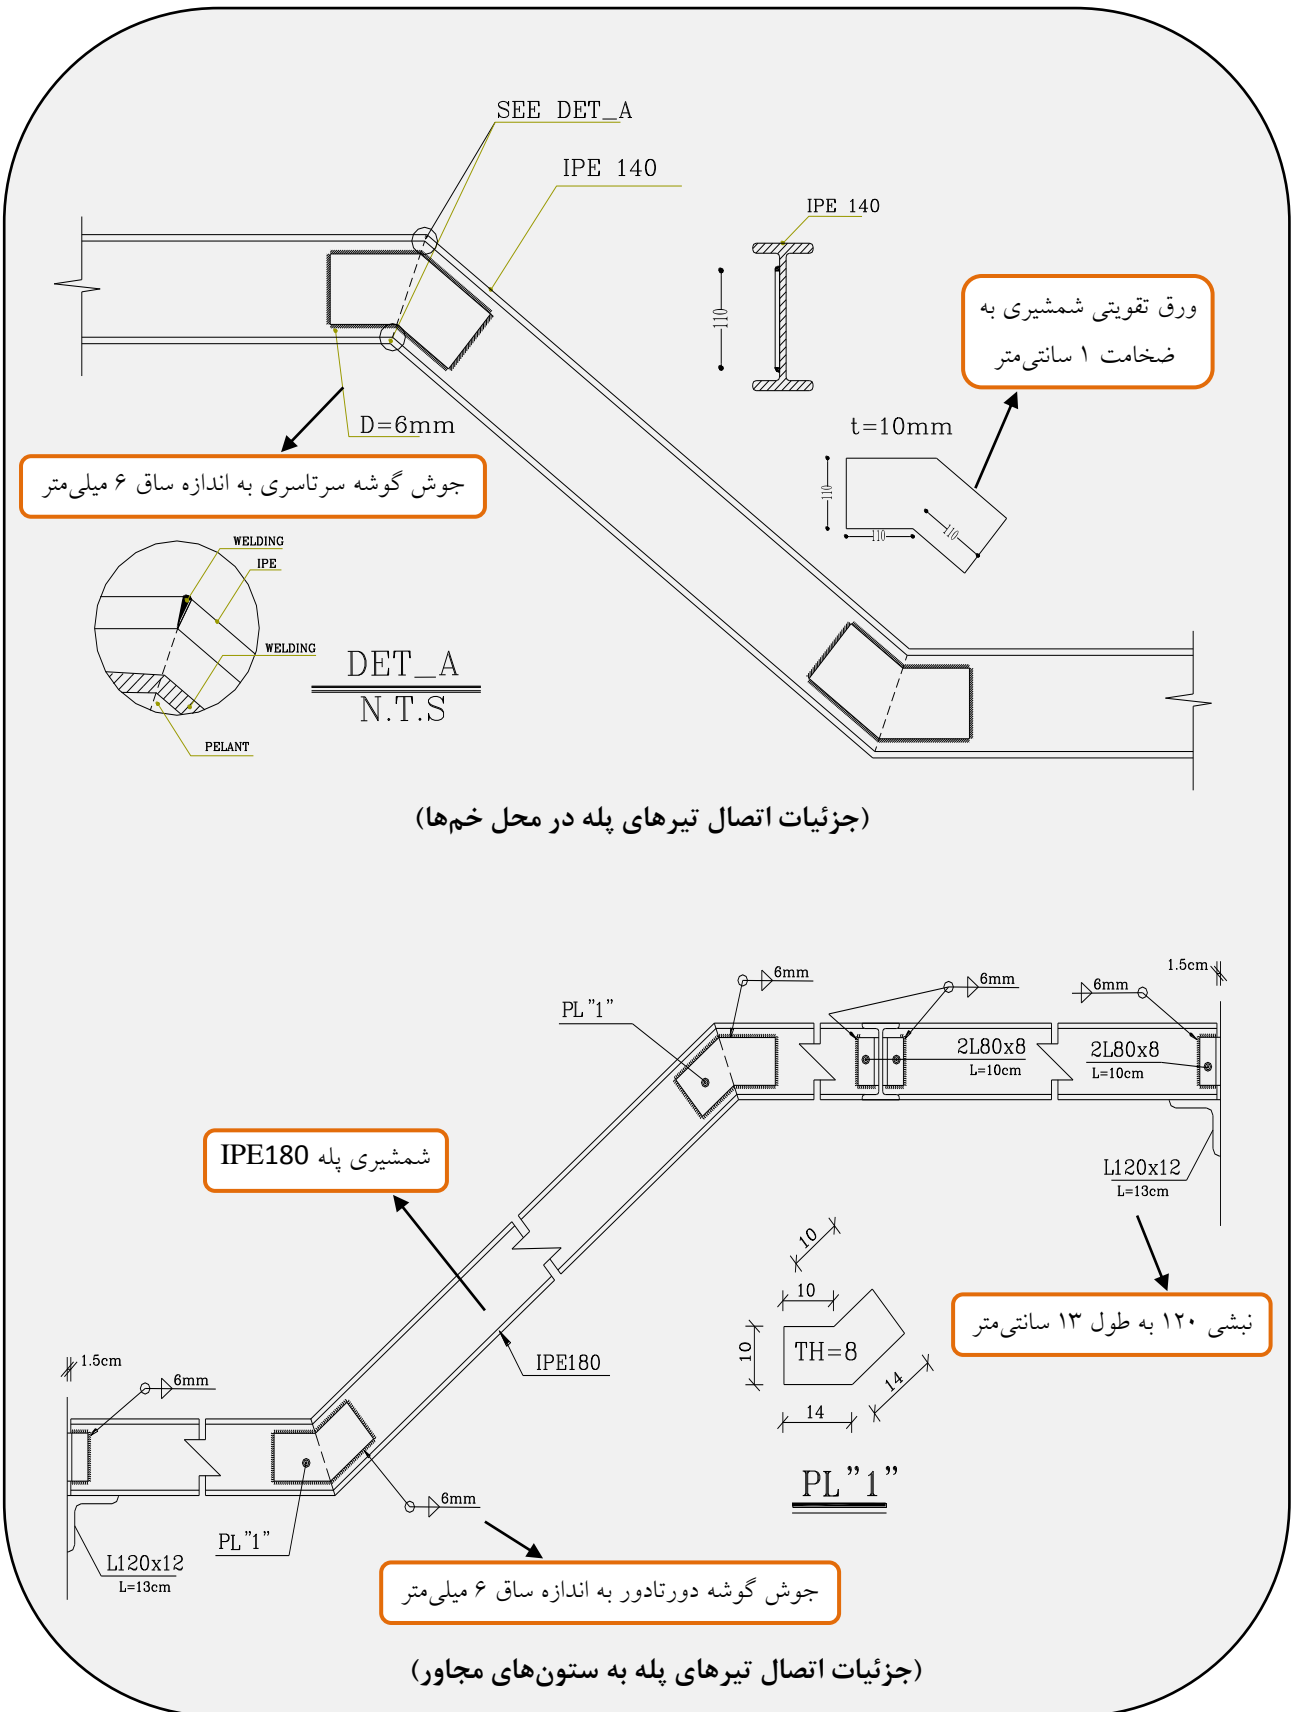 SEE DET_A
IPE 140
IPE 140
110
ورق تقویتی شمشیری به
ضخامت ۱ سانتی‌متر
D=6mm
t=10mm
جوش گوشه سرتاسری به اندازه ساق ۶ میلی‌متر
110
110
110
WELDING
IPE
WELDING
PELANT
DET_A
N.T.S
(جزئیات اتصال تیرهای پله در محل خم‌ها)
1.5cm
6mm
6mm
6mm
PL"1"
2L80x8
L=10cm
2L80x8
L=10cm
شمشیری پله IPE180
L120x12
L=13cm
10
10
10
TH=8
14
14
نبشی ۱۲۰ به طول ۱۳ سانتی‌متر
IPE180
1.5cm
6mm
PL"1"
6mm
PL"1"
L120x12
L=13cm
جوش گوشه دورتادور به اندازه ساق ۶ میلی‌متر
(جزئیات اتصال تیرهای پله به ستون‌های مجاور)